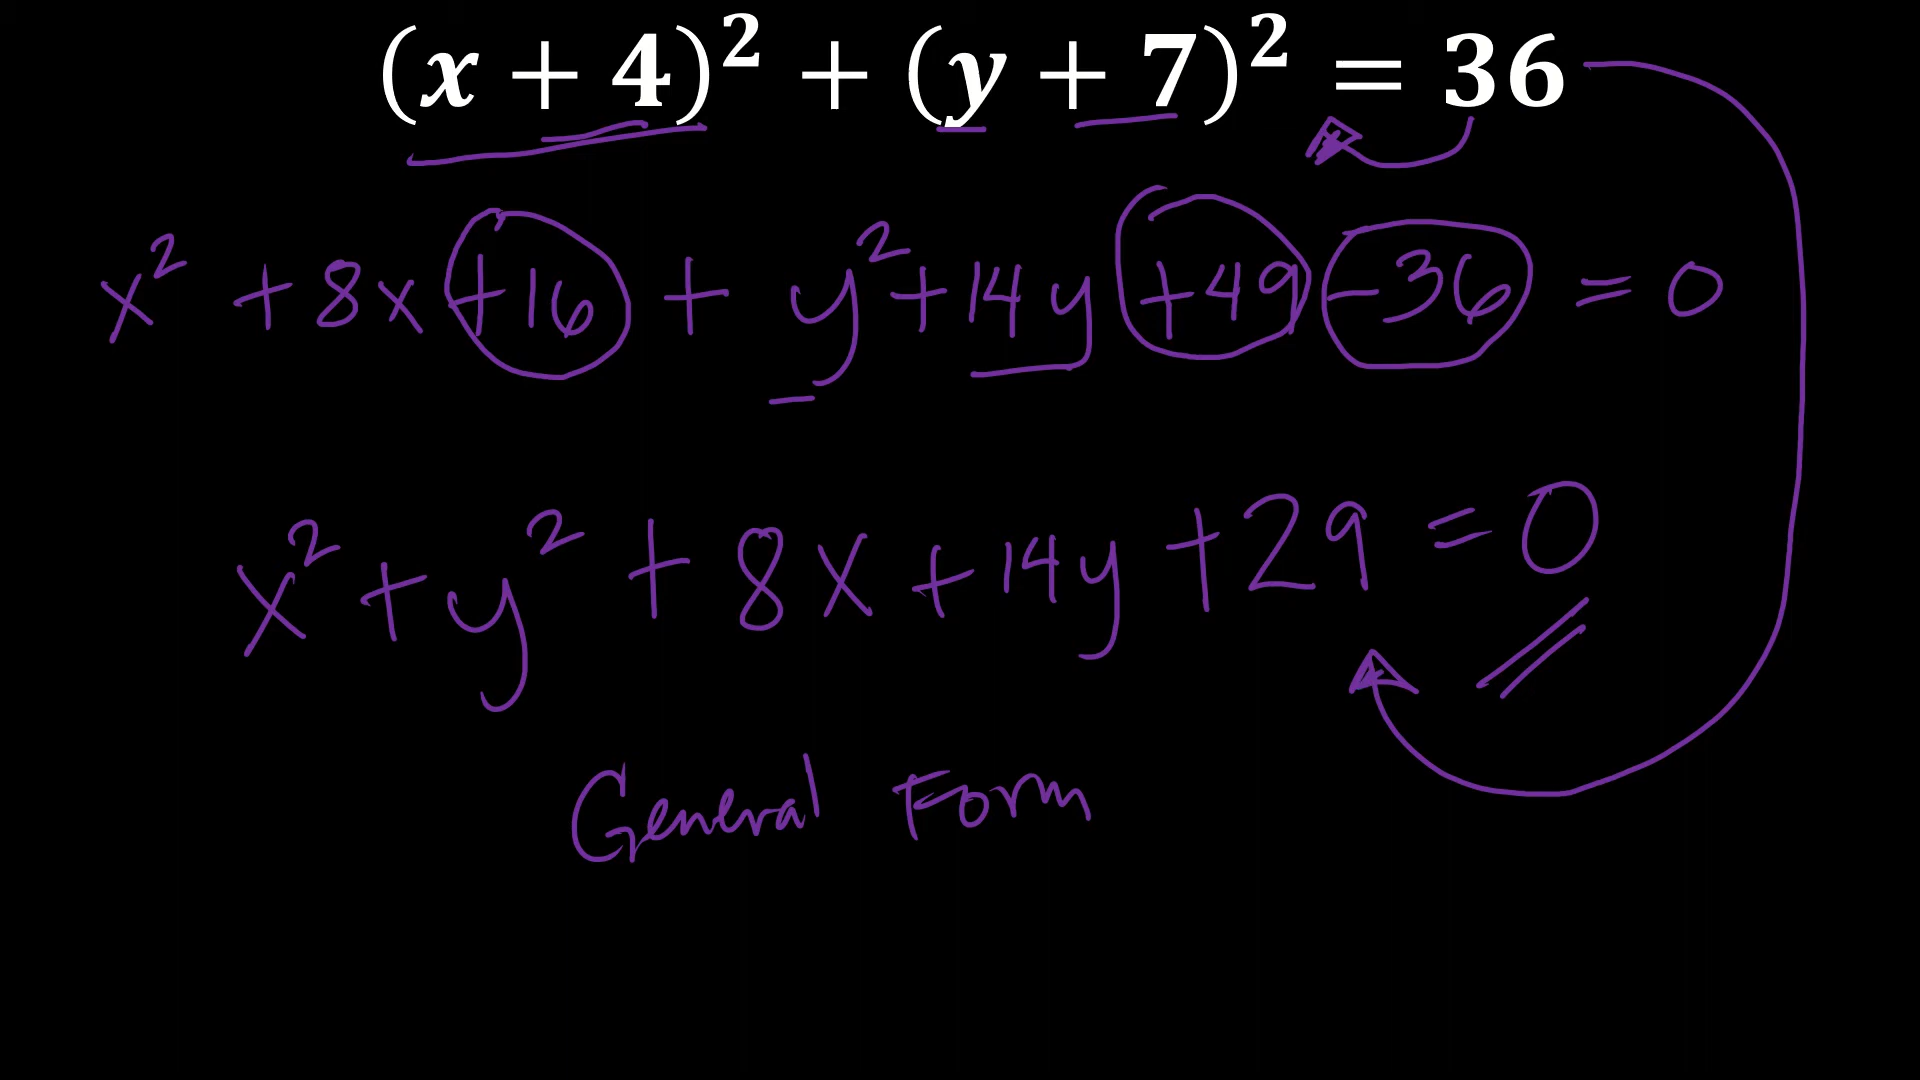 (x + 4)² + (y + 7)² = 36
x² + 8x +16 + y² +14y +49 -36 = 0
x² + y² + 8x + 14y + 29 = 0
General Form